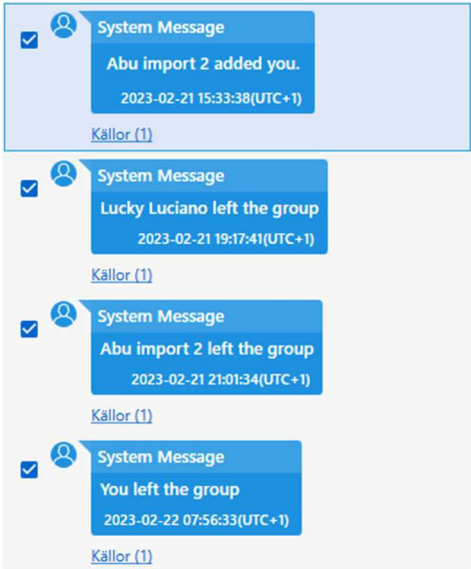 System Message
Abu import 2 added you.
2023-02-21 15:33:38(UTC+1)
Källor (1)
System Message
Lucky Luciano left the group
2023-02-21 19:17:41(UTC+1)
Källor (1)
System Message
Abu import 2 left the group
2023-02-21 21:01:34(UTC+1)
Källor (1)
System Message
You left the group
2023-02-22 07:56:33(UTC+1)
Källor (1)